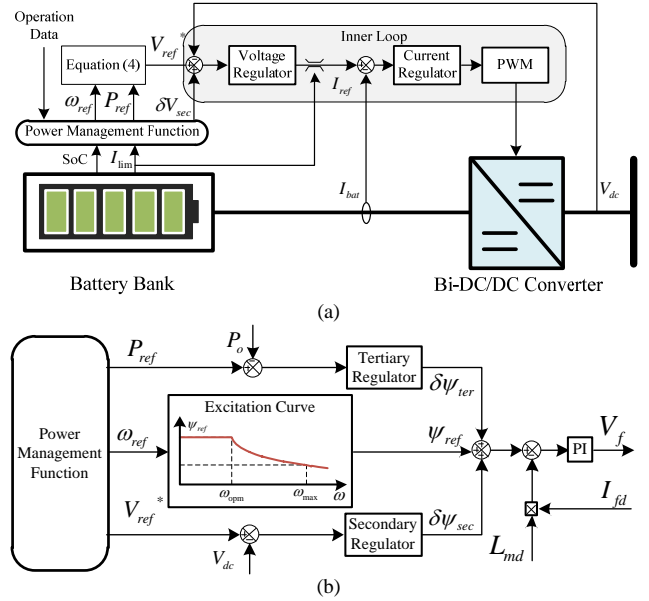 Operation
Data
Inner Loop
V_ref *
Equation (4)
Voltage
Regulator
I_ref
Current
Regulator
PWM
ω_ref P_ref
δV_sec
Power Management Function
SoC
I_lim
I_bat
V_dc
Battery Bank
Bi-DC/DC Converter
(a)
P_ref
P_o
Tertiary
Regulator
δψ_ter
Power
Management
Function
ω_ref
Excitation Curve
ψ_ref
ω_opm
ω_max
ω
ψ_ref
PI
V_f
V_ref *
V_dc
Secondary
Regulator
δψ_sec
I_fd
L_md
(b)